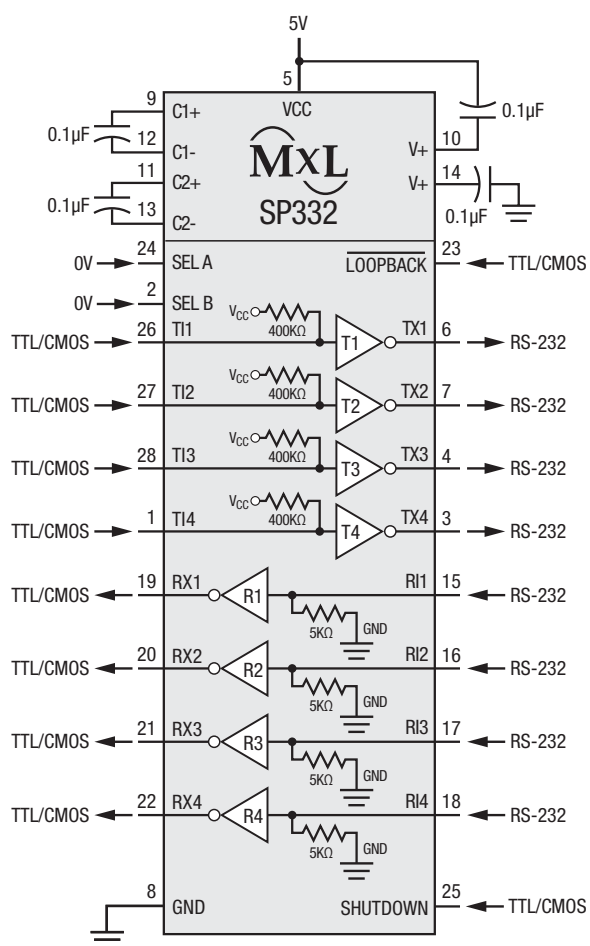 5V
5
VCC
9 C1+
0.1µF
12 C1-
11 C2+
0.1µF
13 C2-
MXL
SP332
0.1µF
10 V+
14 V+
0.1µF
0V 24 SEL A
LOOPBACK 23 TTL/CMOS
0V 2 SEL B
TTL/CMOS 26 TI1 VCC 400KΩ T1 TX1 6 RS-232
TTL/CMOS 27 TI2 VCC 400KΩ T2 TX2 7 RS-232
TTL/CMOS 28 TI3 VCC 400KΩ T3 TX3 4 RS-232
TTL/CMOS 1 TI4 VCC 400KΩ T4 TX4 3 RS-232
TTL/CMOS 19 RX1 R1 5KΩ GND RI1 15 RS-232
TTL/CMOS 20 RX2 R2 5KΩ GND RI2 16 RS-232
TTL/CMOS 21 RX3 R3 5KΩ GND RI3 17 RS-232
TTL/CMOS 22 RX4 R4 5KΩ GND RI4 18 RS-232
8 GND
SHUTDOWN 25 TTL/CMOS